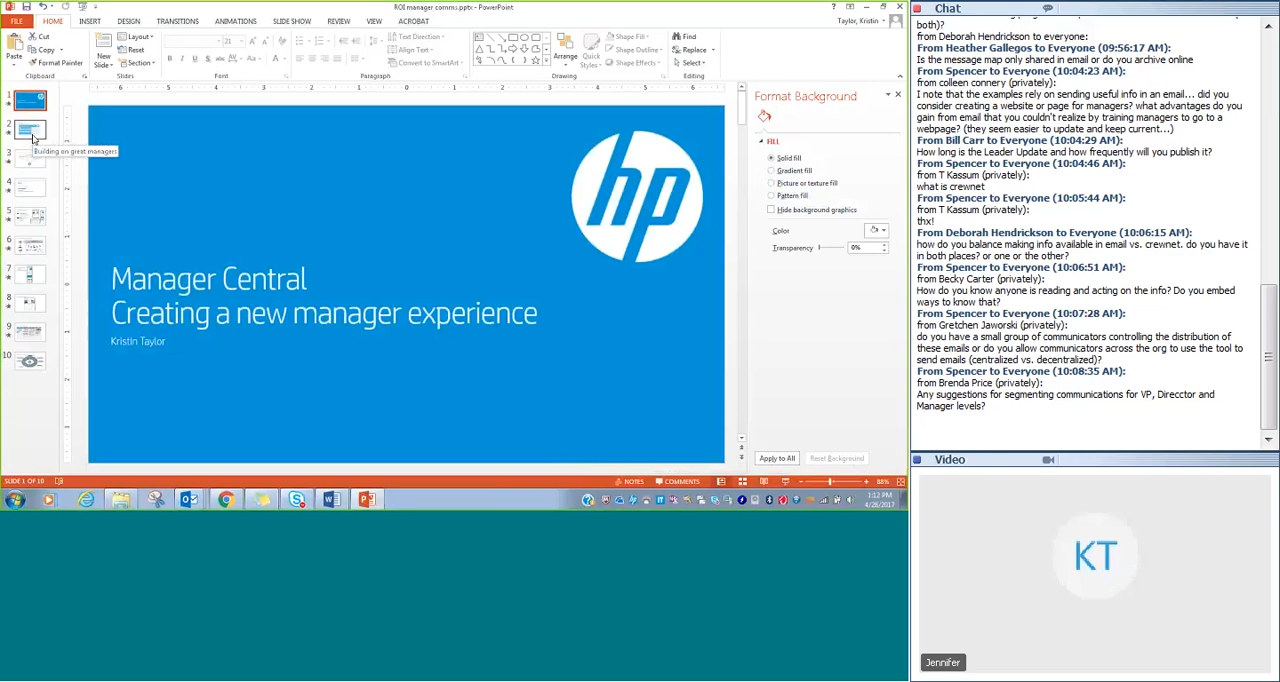 ROI manager comms.pptx - PowerPoint
FILE
HOME
INSERT
DESIGN
TRANSITIONS
ANIMATIONS
SLIDE SHOW
REVIEW
VIEW
ACROBAT
Taylor, Kristin
Paste
Cut
Copy
Format Painter
Clipboard
New
Slide
Layout
Reset
Section
Slides
Font
Text Direction
Align Text
Convert to SmartArt
Paragraph
Arrange
Quick
Styles
Shape Fill
Shape Outline
Shape Effects
Drawing
Find
Replace
Select
Editing
1
2
3
4
5
6
7
8
9
10
Building on great managers
hp
Manager Central
Creating a new manager experience
Kristin Taylor
Format Background
FILL
Solid fill
Gradient fill
Picture or texture fill
Pattern fill
Hide background graphics
Color
Transparency
0%
Apply to All
Reset Background
SLIDE 1 OF 10
NOTES
COMMENTS
88%
1:12 PM
4/28/2017
Chat
both)?
from Deborah Hendrickson to everyone:
From Heather Gallegos to Everyone (09:56:17 AM):
Is the message map only shared in email or do you archive online
From Spencer to Everyone (10:04:23 AM):
from colleen connery (privately):
I note that the examples rely on sending useful info in an email... did you
consider creating a website or page for managers? what advantages do you
gain from email that you couldn't realize by training managers to go to a
webpage? (they seem easier to update and keep current...)
From Bill Carr to Everyone (10:04:29 AM):
How long is the Leader Update and how frequently will you publish it?
From Spencer to Everyone (10:04:46 AM):
from T Kassum (privately):
what is crewnet
From Spencer to Everyone (10:05:44 AM):
from T Kassum (privately):
thx!
From Deborah Hendrickson to Everyone (10:06:15 AM):
how do you balance making info available in email vs. crewnet. do you have it
in both places? or one or the other?
From Spencer to Everyone (10:06:51 AM):
from Becky Carter (privately):
How do you know anyone is reading and acting on the info? Do you embed
ways to know that?
From Spencer to Everyone (10:07:28 AM):
from Gretchen Jaworski (privately):
do you have a small group of communicators controlling the distribution of
these emails or do you allow communicators across the org to use the tool to
send emails (centralized vs. decentralized)?
From Spencer to Everyone (10:08:35 AM):
from Brenda Price (privately):
Any suggestions for segmenting communications for VP, Direcctor and
Manager levels?
Video
KT
Jennifer